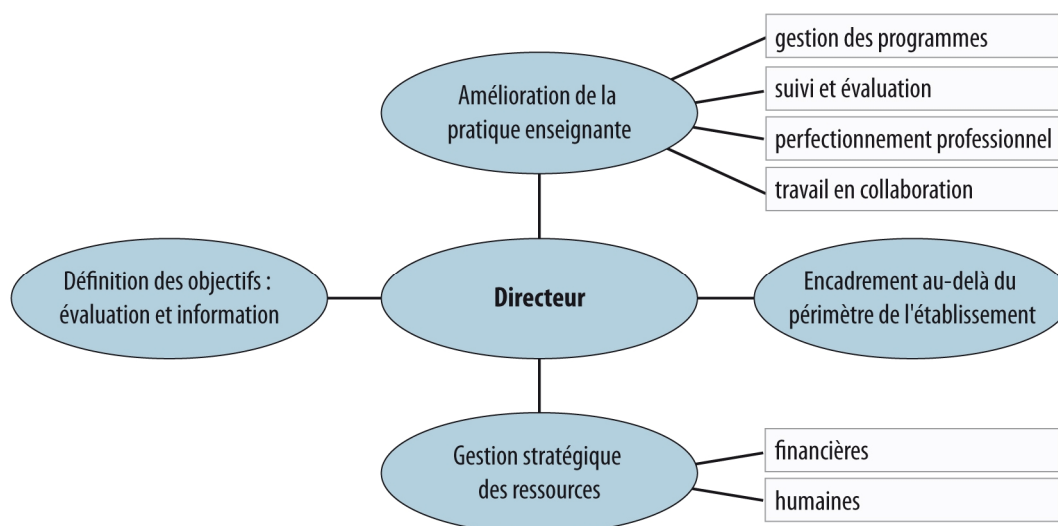 gestion des programmes
suivi et évaluation
perfectionnement professionnel
travail en collaboration
Amélioration de la
pratique enseignante
Définition des objectifs :
évaluation et information
Directeur
Encadrement au-delà du
périmètre de l'établissement
Gestion stratégique
des ressources
financières
humaines